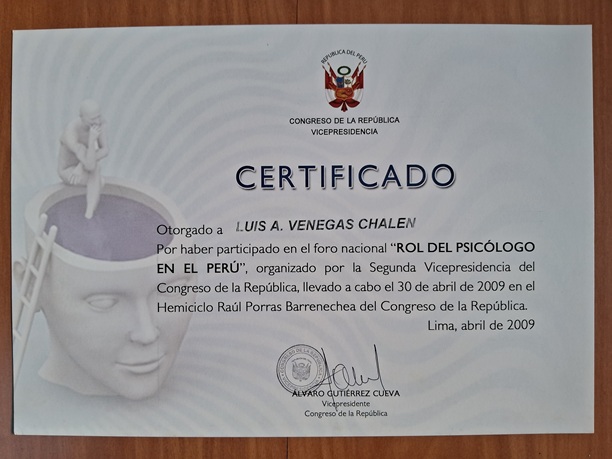 REPÚBLICA DEL PERÚ
CONGRESO DE LA REPÚBLICA
VICEPRESIDENCIA
CERTIFICADO
Otorgado a LUIS A. VENEGAS CHALEN
Por haber participado en el foro nacional “ROL DEL PSICÓLOGO
EN EL PERÚ”, organizado por la Segunda Vicepresidencia del
Congreso de la República, llevado a cabo el 30 de abril de 2009 en el
Hemiciclo Raúl Porras Barrenechea del Congreso de la República.
Lima, abril de 2009
ÁLVARO GUTIÉRREZ CUEVA
Vicepresidente
Congreso de la República